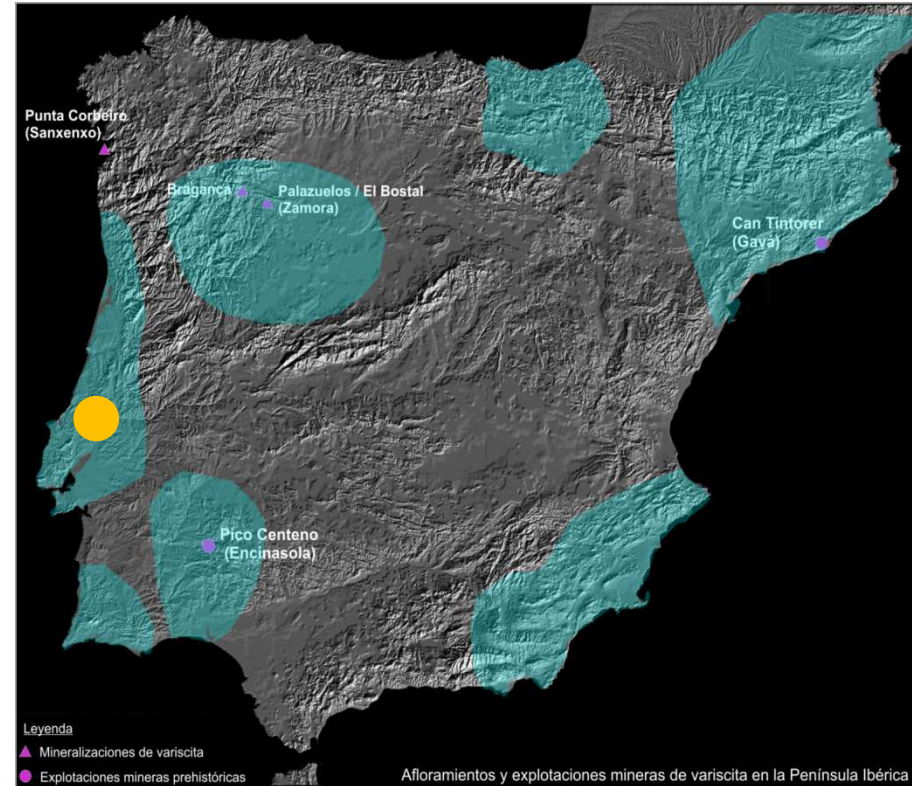 Punta Corbeiro
(Sanxenxo)
Bragança
Palazuelos / El Bostal
(Zamora)
Can Tintorer
(Gavà)
Pico Centeno
(Encinasola)
Leyenda
Mineralizaciones de variscita
Explotaciones mineras prehistóricas
Afloramientos y explotaciones mineras de variscita en la Península Ibérica